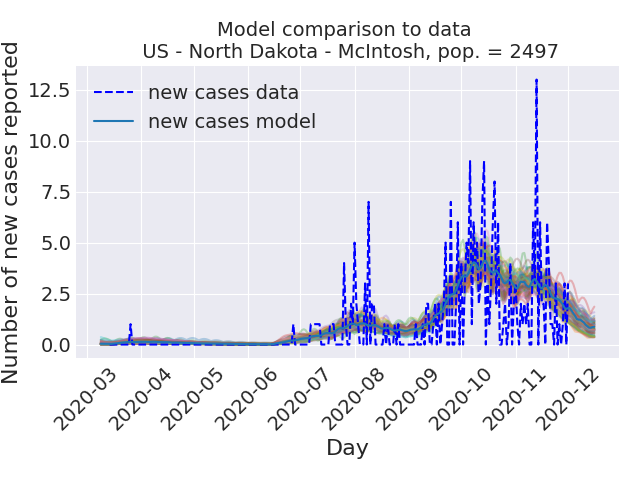 Model comparison to data
US - North Dakota - McIntosh, pop. = 2497
Number of new cases reported
12.5
10.0
7.5
5.0
2.5
0.0
new cases data
new cases model
2020-03
2020-04
2020-05
2020-06
2020-07
2020-08
2020-09
2020-10
2020-11
2020-12
Day